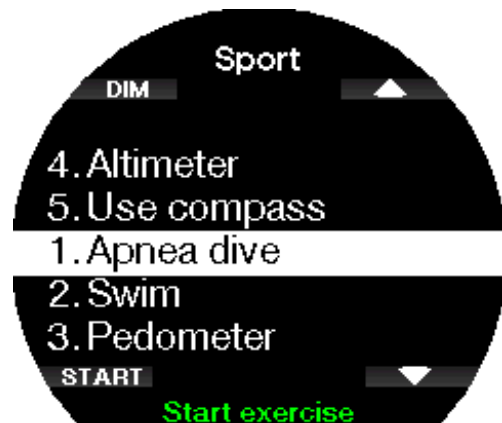 Sport
DIM
4. Altimeter
5. Use compass
1. Apnea dive
2. Swim
3. Pedometer
START
Start exercise